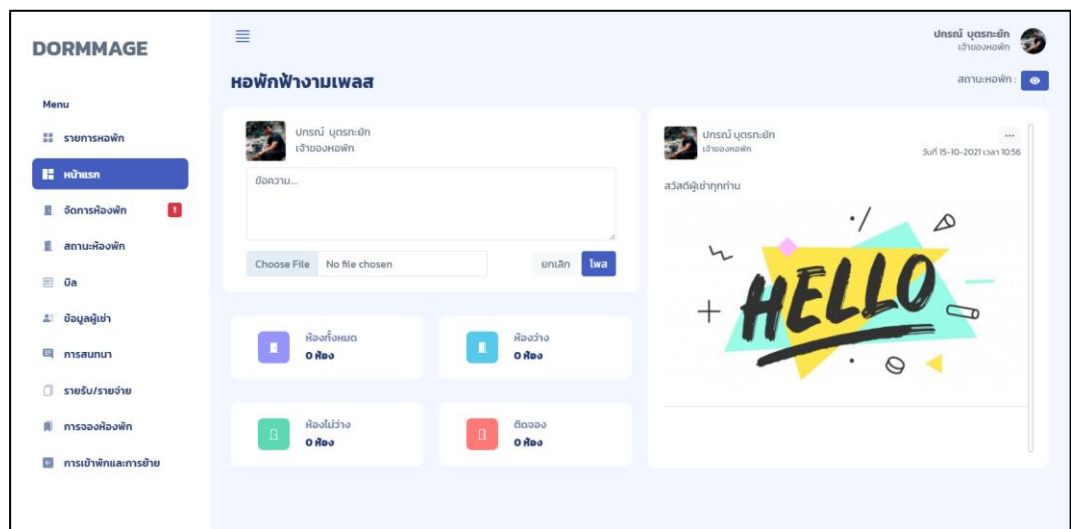 DORMMAGE
Menu
รายการหอพัก
หน้าแรก
จัดการห้องพัก
!
สถานะห้องพัก
บิล
ข้อมูลผู้เช่า
การสนทนา
รายรับ/รายจ่าย
การจองห้องพัก
การเข้าพักและการย้าย
ปกรณ์ บุตรทะยัก
เจ้าของหอพัก
หอพักฟ้างามเพลส
สถานะหอพัก :
ปกรณ์ บุตรทะยัก
เจ้าของหอพัก
ข้อความ...
Choose File No file chosen
ยกเลิก
โพส
ห้องทั้งหมด
0 ห้อง
ห้องว่าง
0 ห้อง
ห้องไม่ว่าง
0 ห้อง
ติดจอง
0 ห้อง
ปกรณ์ บุตรทะยัก
เจ้าของหอพัก
...
วันที่ 15-10-2021 เวลา 10:56
สวัสดีผู้เช่าทุกท่าน
HELLO